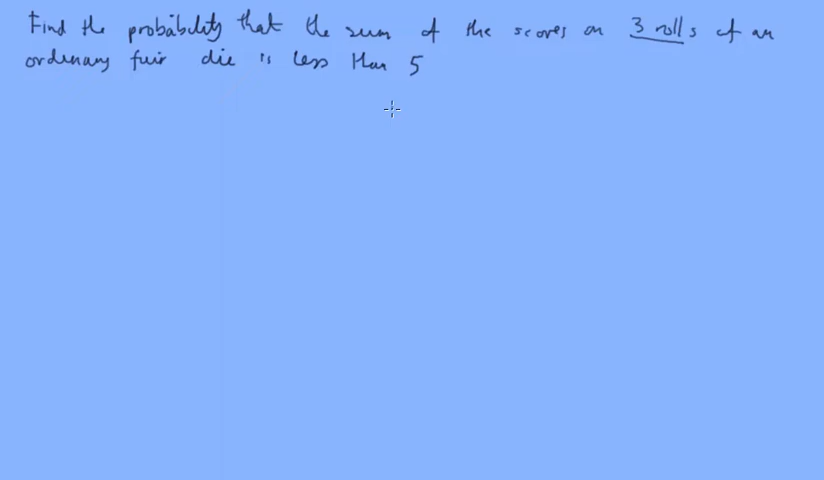 Find the probability that the sum of the scores on 3 rolls of an
ordinary fair die is less than 5